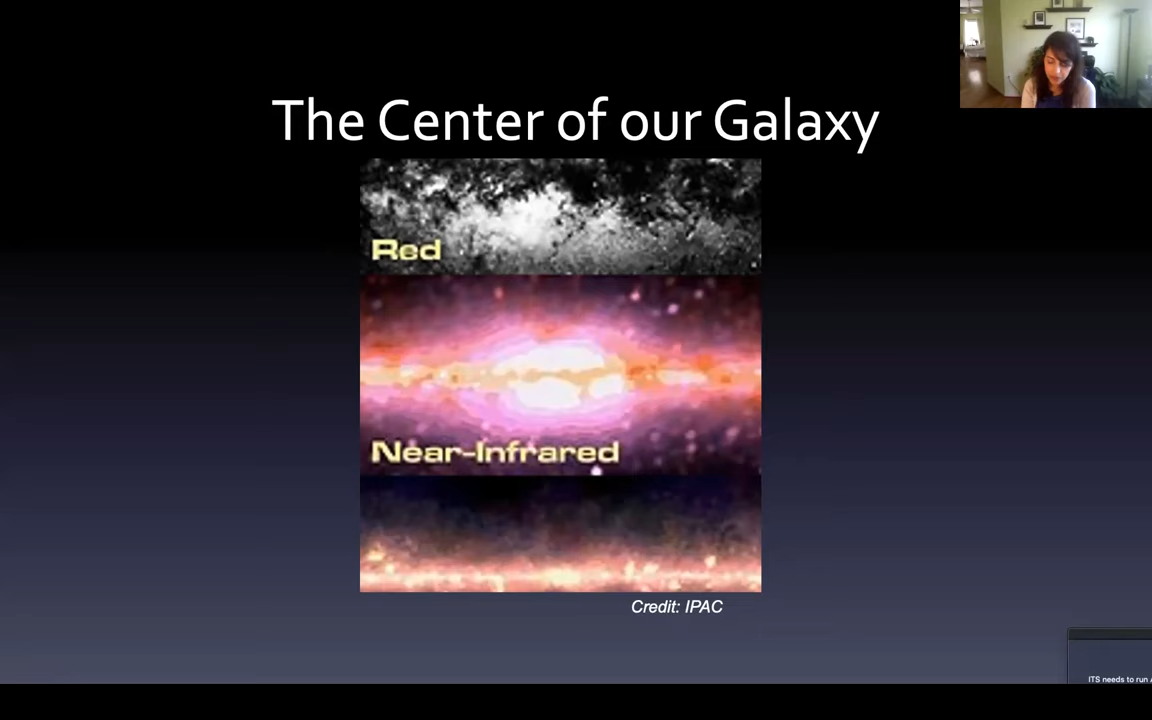 The Center of our Galaxy
Red
Near-Infrared
Credit: IPAC
ITS needs to run